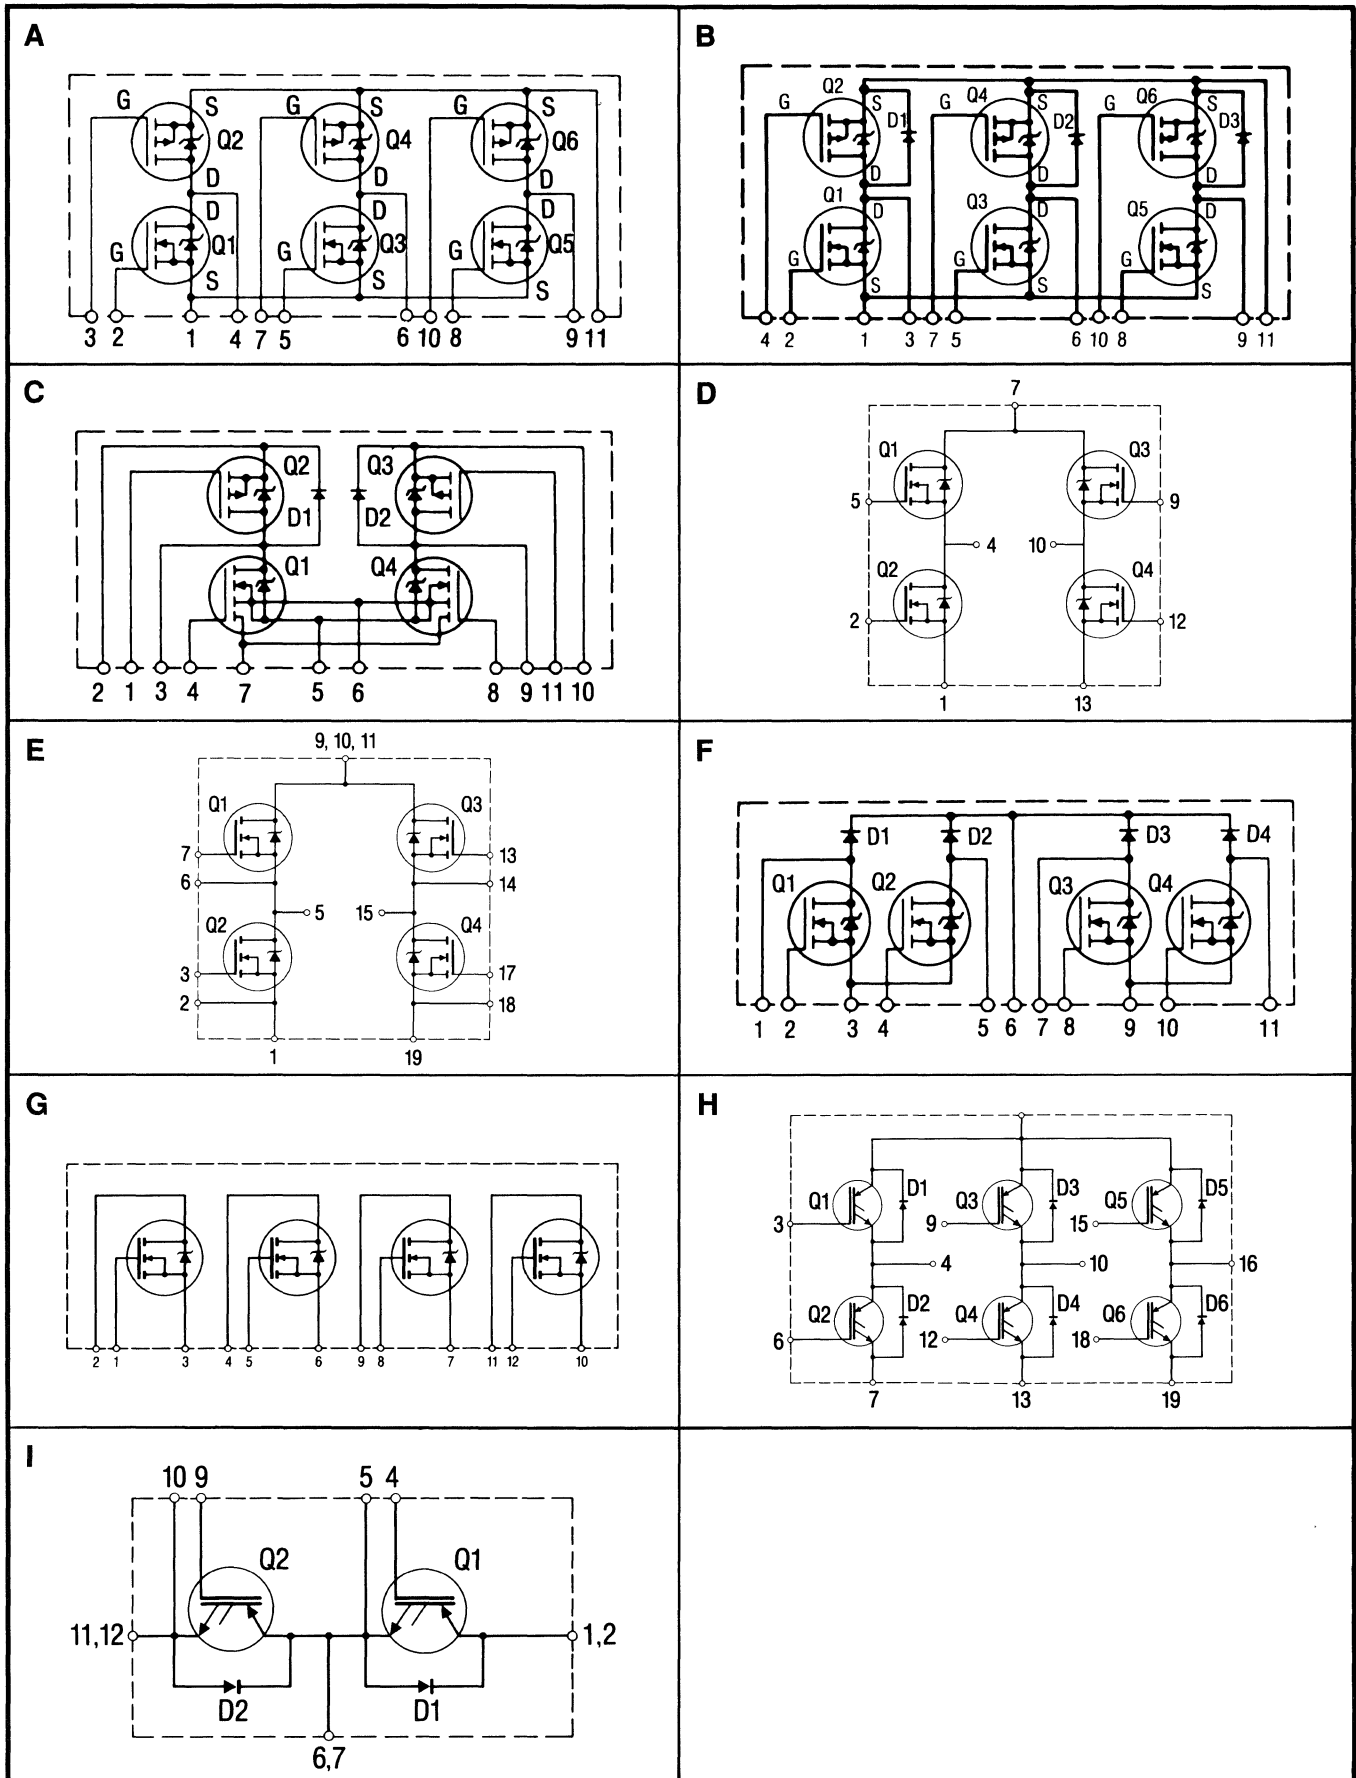 A
G S G S G S
Q2 Q4 Q6
D D D
D D D
G Q1 G Q3 G Q5
S S S
3 2 1 4 7 5 6 10 8 9 11
B
Q2 Q4 Q6
G S D1 G S D2 G S D3
D D D
Q1 D Q3 D Q5 D
G S G S G S
4 2 1 3 7 5 6 10 8 9 11
C
Q2 Q3
D1 D2
Q1 Q4
2 1 3 4 7 5 6 8 9 11 10
D
7
Q1 Q3
5 9
4 10
Q2 Q4
2 12
1 13
E
9, 10, 11
Q1 Q3
7 13
6 14
5 15
Q2 Q4
3 17
2 18
1 19
F
D1 D2 D3 D4
Q1 Q2 Q3 Q4
1 2 3 4 5 6 7 8 9 10 11
G
2 1 3 4 5 6 9 8 7 11 12 10
H
Q1 D1 Q3 D3 Q5 D5
3 9 15
4 10 16
Q2 D2 Q4 D4 Q6 D6
6 12 18
7 13 19
I
10 9 5 4
Q2 Q1
11,12 1,2
D2 D1
6,7